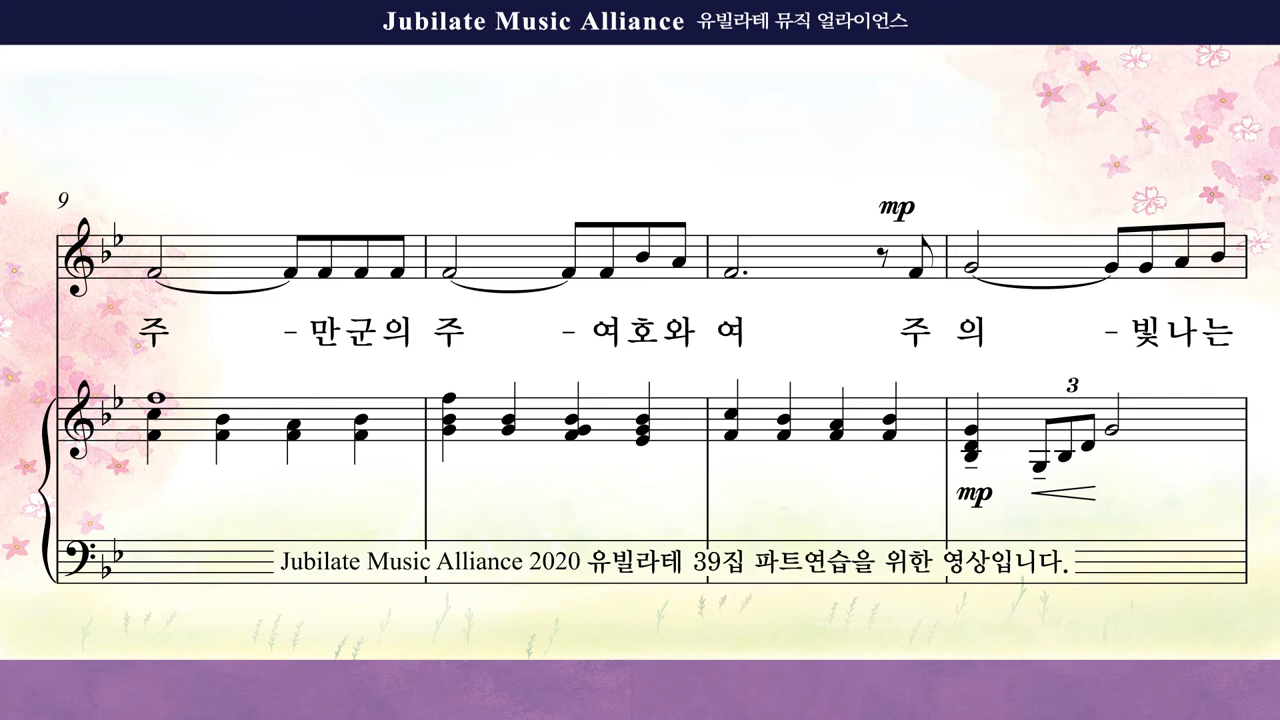 Jubilate Music Alliance 유빌라테 뮤직 얼라이언스
9
mp
주 - 만군의 주 - 여호와 여 주 의 - 빛나는
3
mp
Jubilate Music Alliance 2020 유빌라테 39집 파트연습을 위한 영상입니다.